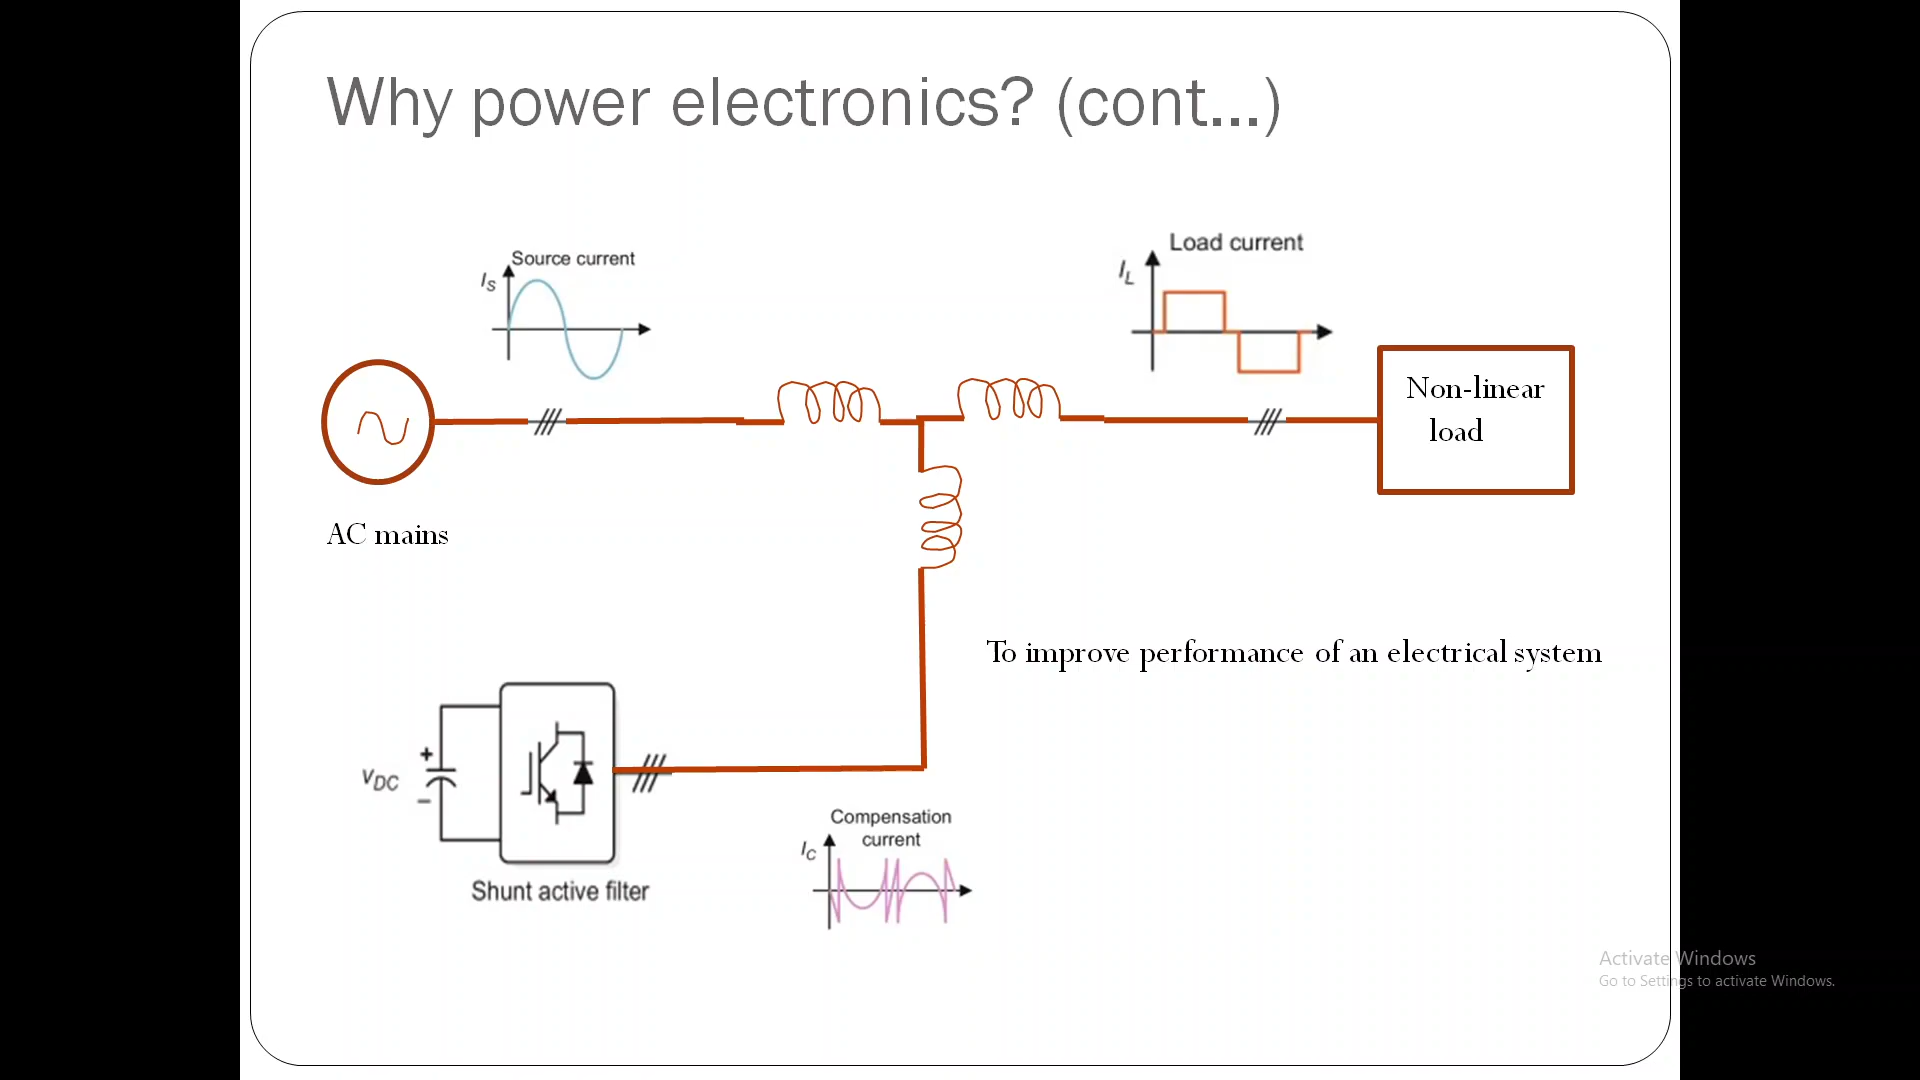 Why power electronics? (cont...)
Source current
IS
Load current
IL
Non-linear
load
AC mains
To improve performance of an electrical system
+
VDC
−
Shunt active filter
Compensation
current
IC
Activate Windows
Go to Settings to activate Windows.